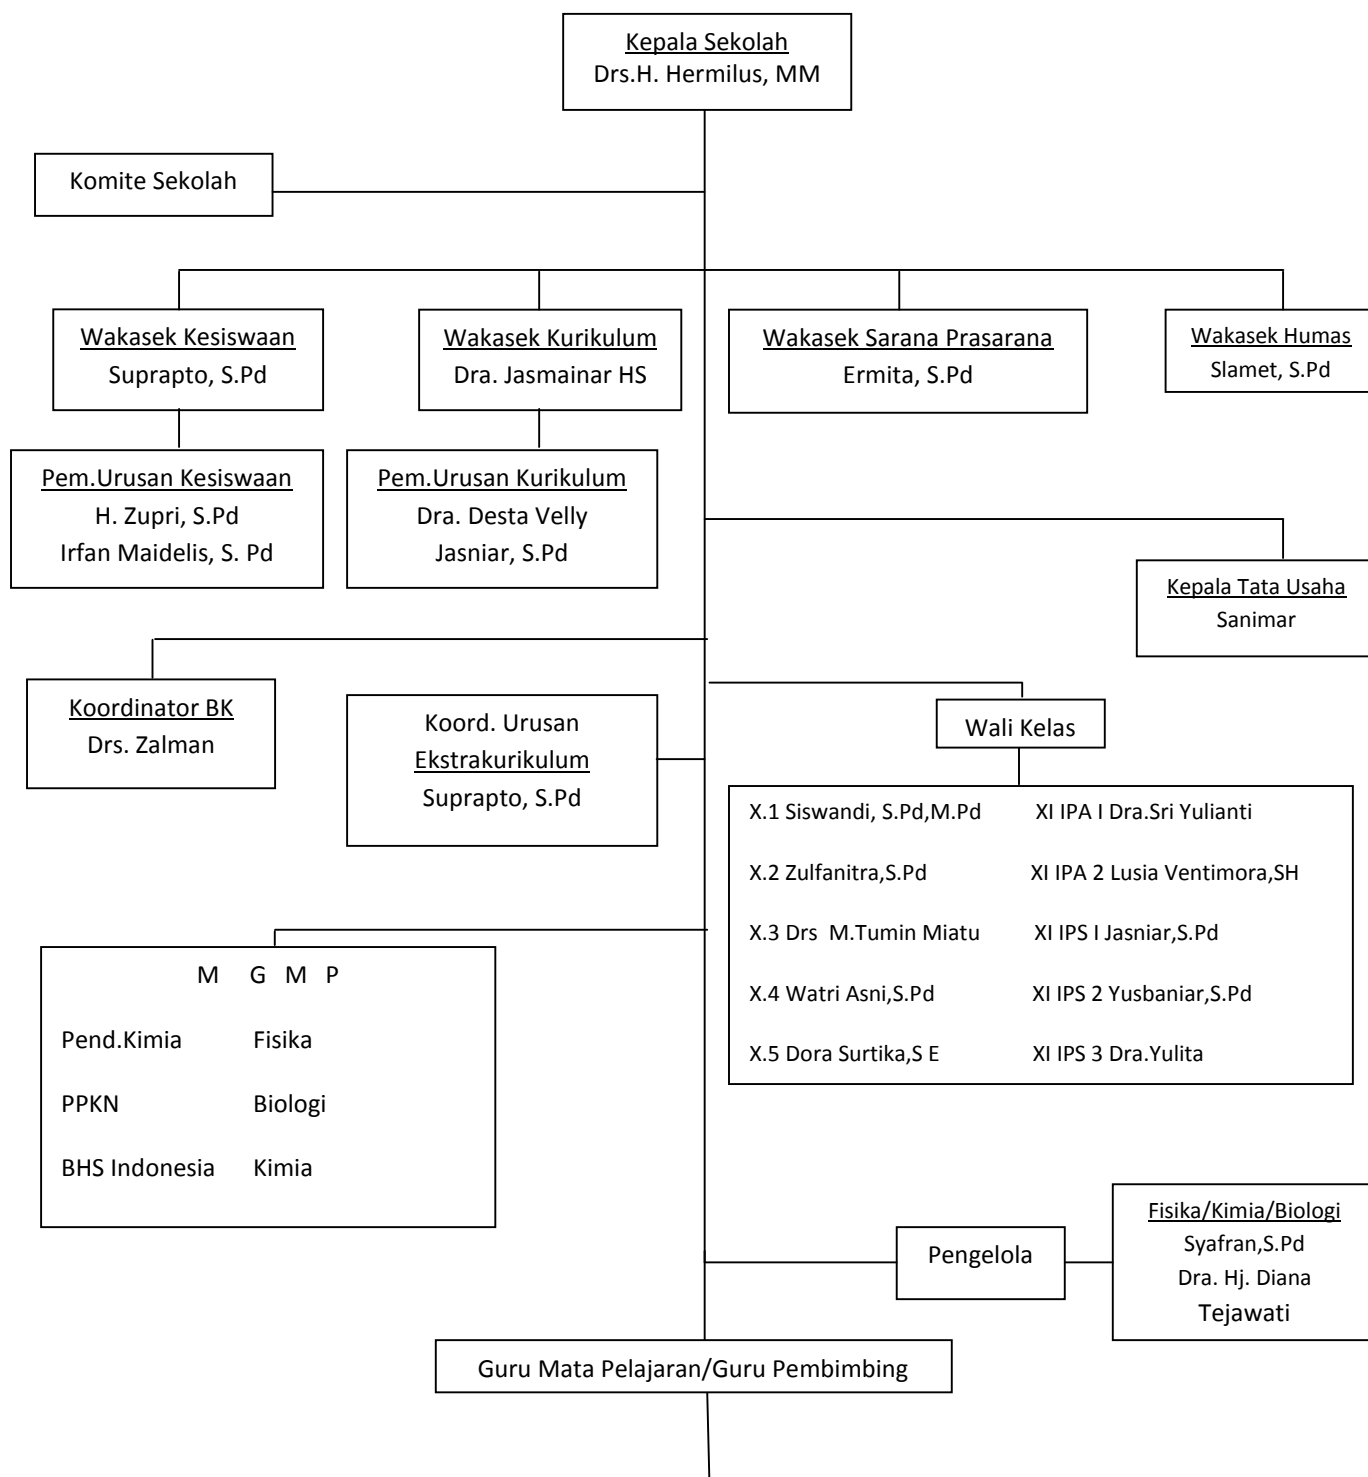 Kepala Sekolah
Drs.H. Hermilus, MM
Komite Sekolah
Wakasek Kesiswaan
Suprapto, S.Pd
Wakasek Kurikulum
Dra. Jasmainar HS
Wakasek Sarana Prasarana
Ermita, S.Pd
Wakasek Humas
Slamet, S.Pd
Pem.Urusan Kesiswaan
H. Zupri, S.Pd
Irfan Maidelis, S. Pd
Pem.Urusan Kurikulum
Dra. Desta Velly
Jasniar, S.Pd
Kepala Tata Usaha
Sanimar
Koordinator BK
Drs. Zalman
Koord. Urusan
Ekstrakurikulum
Suprapto, S.Pd
Wali Kelas
X.1 Siswandi, S.Pd,M.Pd XI IPA I Dra.Sri Yulianti
X.2 Zulfanitra,S.Pd XI IPA 2 Lusia Ventimora,SH
X.3 Drs M.Tumin Miatu XI IPS I Jasniar,S.Pd
X.4 Watri Asni,S.Pd XI IPS 2 Yusbaniar,S.Pd
X.5 Dora Surtika,S E XI IPS 3 Dra.Yulita
M G M P
Pend.Kimia Fisika
PPKN Biologi
BHS Indonesia Kimia
Pengelola
Fisika/Kimia/Biologi
Syafran,S.Pd
Dra. Hj. Diana
Tejawati
Guru Mata Pelajaran/Guru Pembimbing